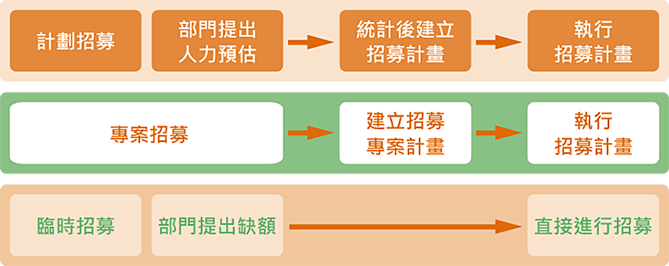 計劃招募
部門提出
人力預估
統計後建立
招募計畫
執行
招募計畫
專案招募
建立招募
專案計畫
執行
招募計畫
臨時招募
部門提出缺額
直接進行招募